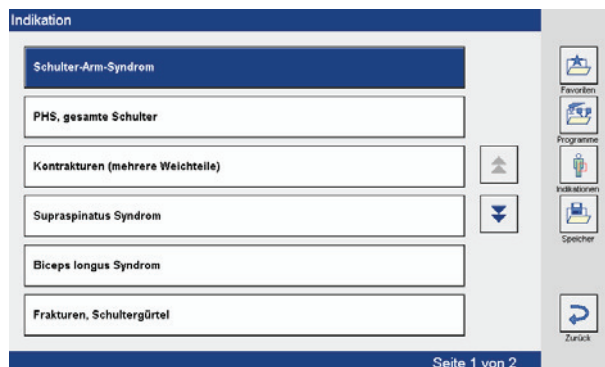 Indikation
Schulter-Arm-Syndrom
PHS, gesamte Schulter
Kontrakturen (mehrere Weichteile)
Supraspinatus Syndrom
Biceps longus Syndrom
Frakturen, Schultergürtel
Seite 1 von 2
Favoriten
Programme
Indikationen
Speicher
Zurück